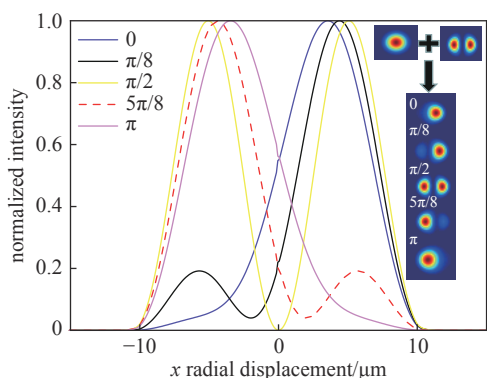 1.0
0.8
0.6
0.4
0.2
0
normalized intensity
0
π/8
π/2
5π/8
π
+
0
π/8
π/2
5π/8
π
−10
0
10
x radial displacement/μm